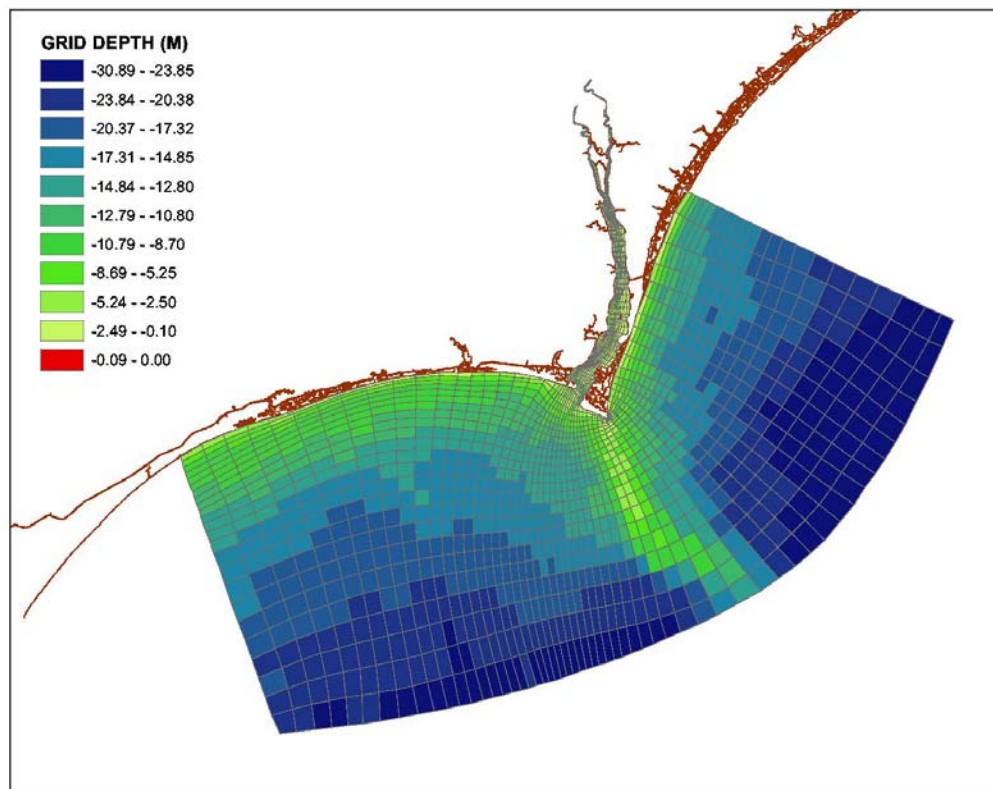 GRID DEPTH (M)
-30.89 - -23.85
-23.84 - -20.38
-20.37 - -17.32
-17.31 - -14.85
-14.84 - -12.80
-12.79 - -10.80
-10.79 - -8.70
-8.69 - -5.25
-5.24 - -2.50
-2.49 - -0.10
-0.09 - 0.00